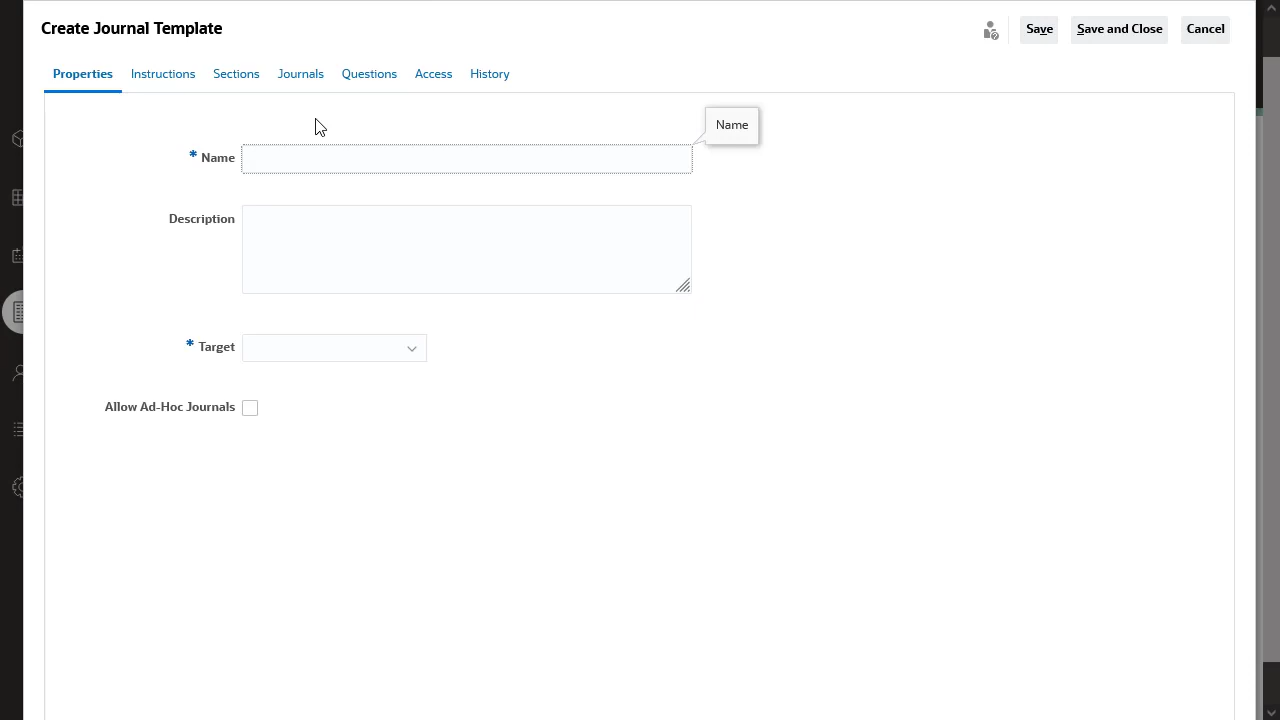 Create Journal Template
Save
Save and Close
Cancel
Properties
Instructions
Sections
Journals
Questions
Access
History
Name
* Name
Description
* Target
Allow Ad-Hoc Journals